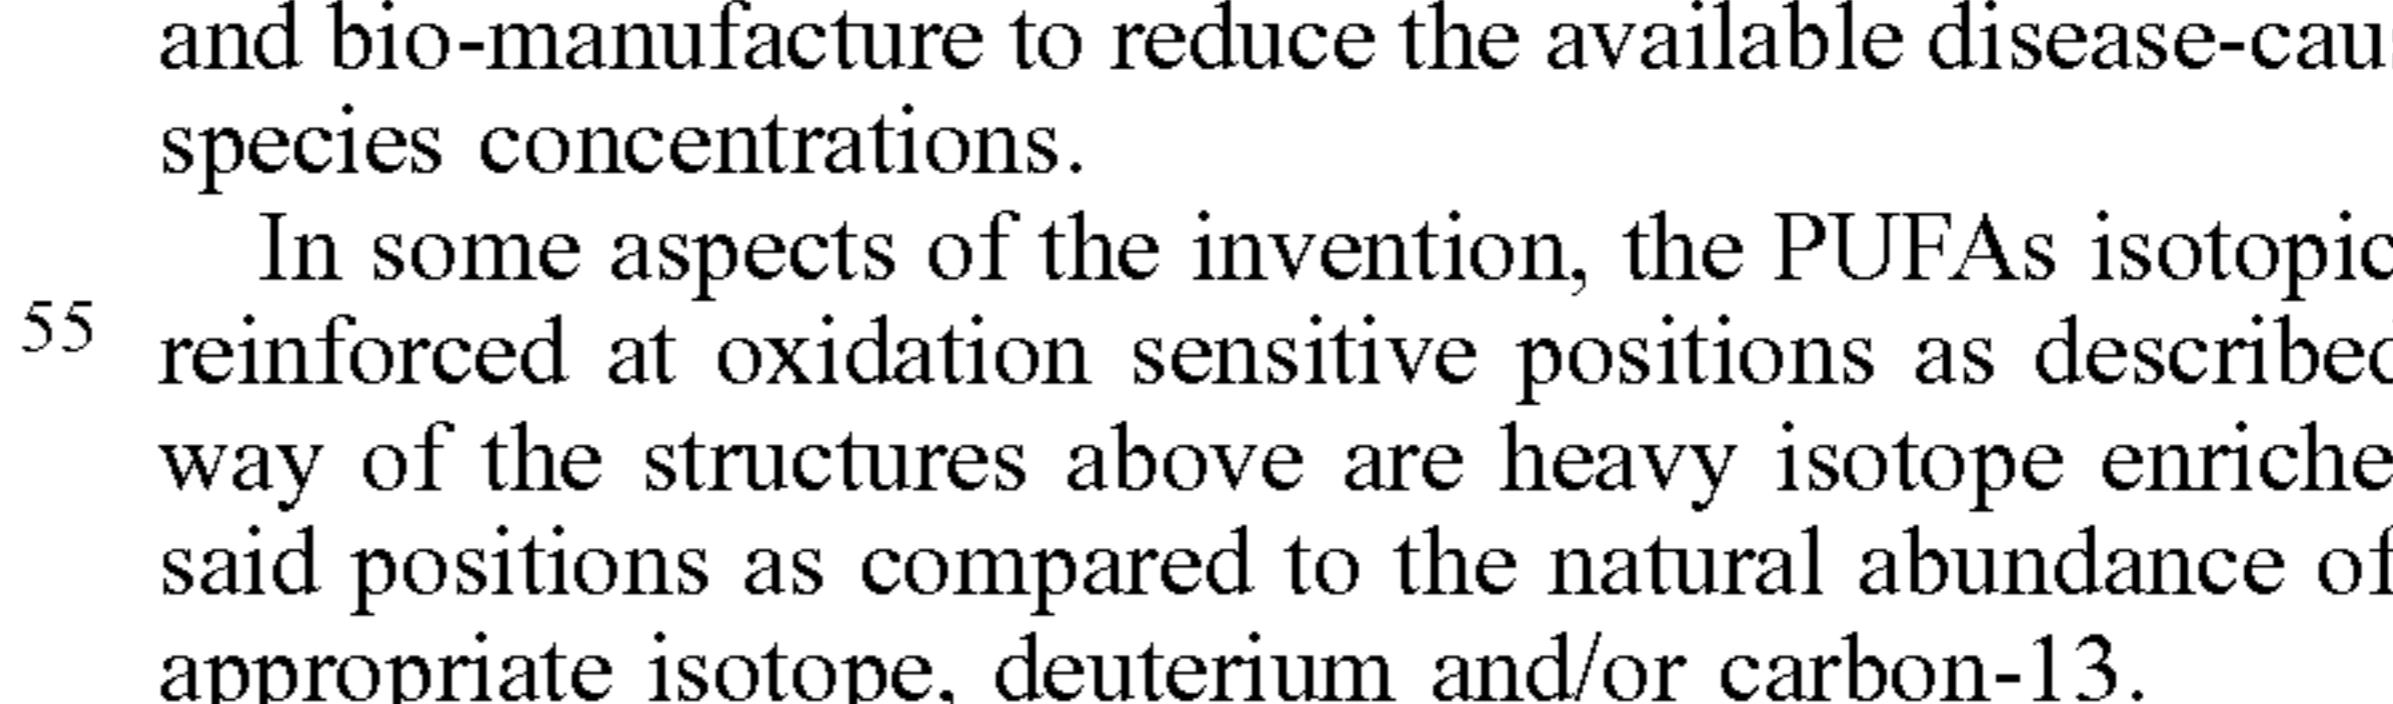 and bio-manufacture to reduce the available disease-cau
species concentrations.
In some aspects of the invention, the PUFAs isotopic
55
reinforced at oxidation sensitive positions as described
way of the structures above are heavy isotope enriche
said positions as compared to the natural abundance of
appropriate isotope, deuterium and/or carbon-13.